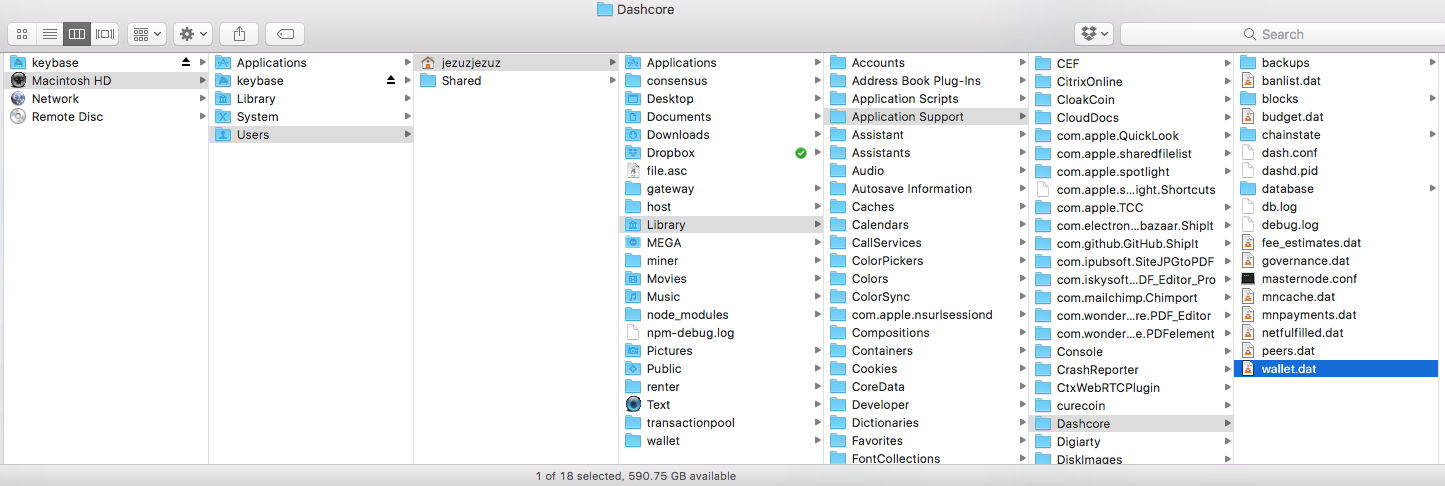 Dashcore
Search
keybase
Macintosh HD
Network
Remote Disc
Applications
keybase
Library
System
Users
jezuzjezuz
Shared
Applications
consensus
Desktop
Documents
Downloads
Dropbox
file.asc
gateway
host
Library
MEGA
miner
Movies
Music
node_modules
npm-debug.log
Pictures
Public
renter
Text
transactionpool
wallet
Accounts
Address Book Plug-Ins
Application Scripts
Application Support
Assistant
Assistants
Audio
Autosave Information
Caches
Calendars
CallServices
ColorPickers
Colors
ColorSync
com.apple.nsurlsessiond
Compositions
Containers
Cookies
CoreData
Developer
Dictionaries
Favorites
FontCollections
CEF
CitrixOnline
CloakCoin
CloudDocs
com.apple.QuickLook
com.apple.sharedfilelist
com.apple.spotlight
com.apple.s...ight.Shortcuts
com.apple.TCC
com.electron...bazaar.ShipIt
com.github.GitHub.ShipIt
com.ipubsoft.SiteJPGtoPDF
com.iskysoft...DF_Editor_Pro
com.mailchimp.Chimport
com.wonder...re.PDF_Editor
com.wonder...e.PDFelement
Console
CrashReporter
CtxWebRTCPlugin
curecoin
Dashcore
Digiarty
DiskImages
backups
banlist.dat
blocks
budget.dat
chainstate
dash.conf
dashd.pid
database
db.log
debug.log
fee_estimates.dat
governance.dat
masternode.conf
mncache.dat
mnpayments.dat
netfulfilled.dat
peers.dat
wallet.dat
1 of 18 selected, 590.75 GB available